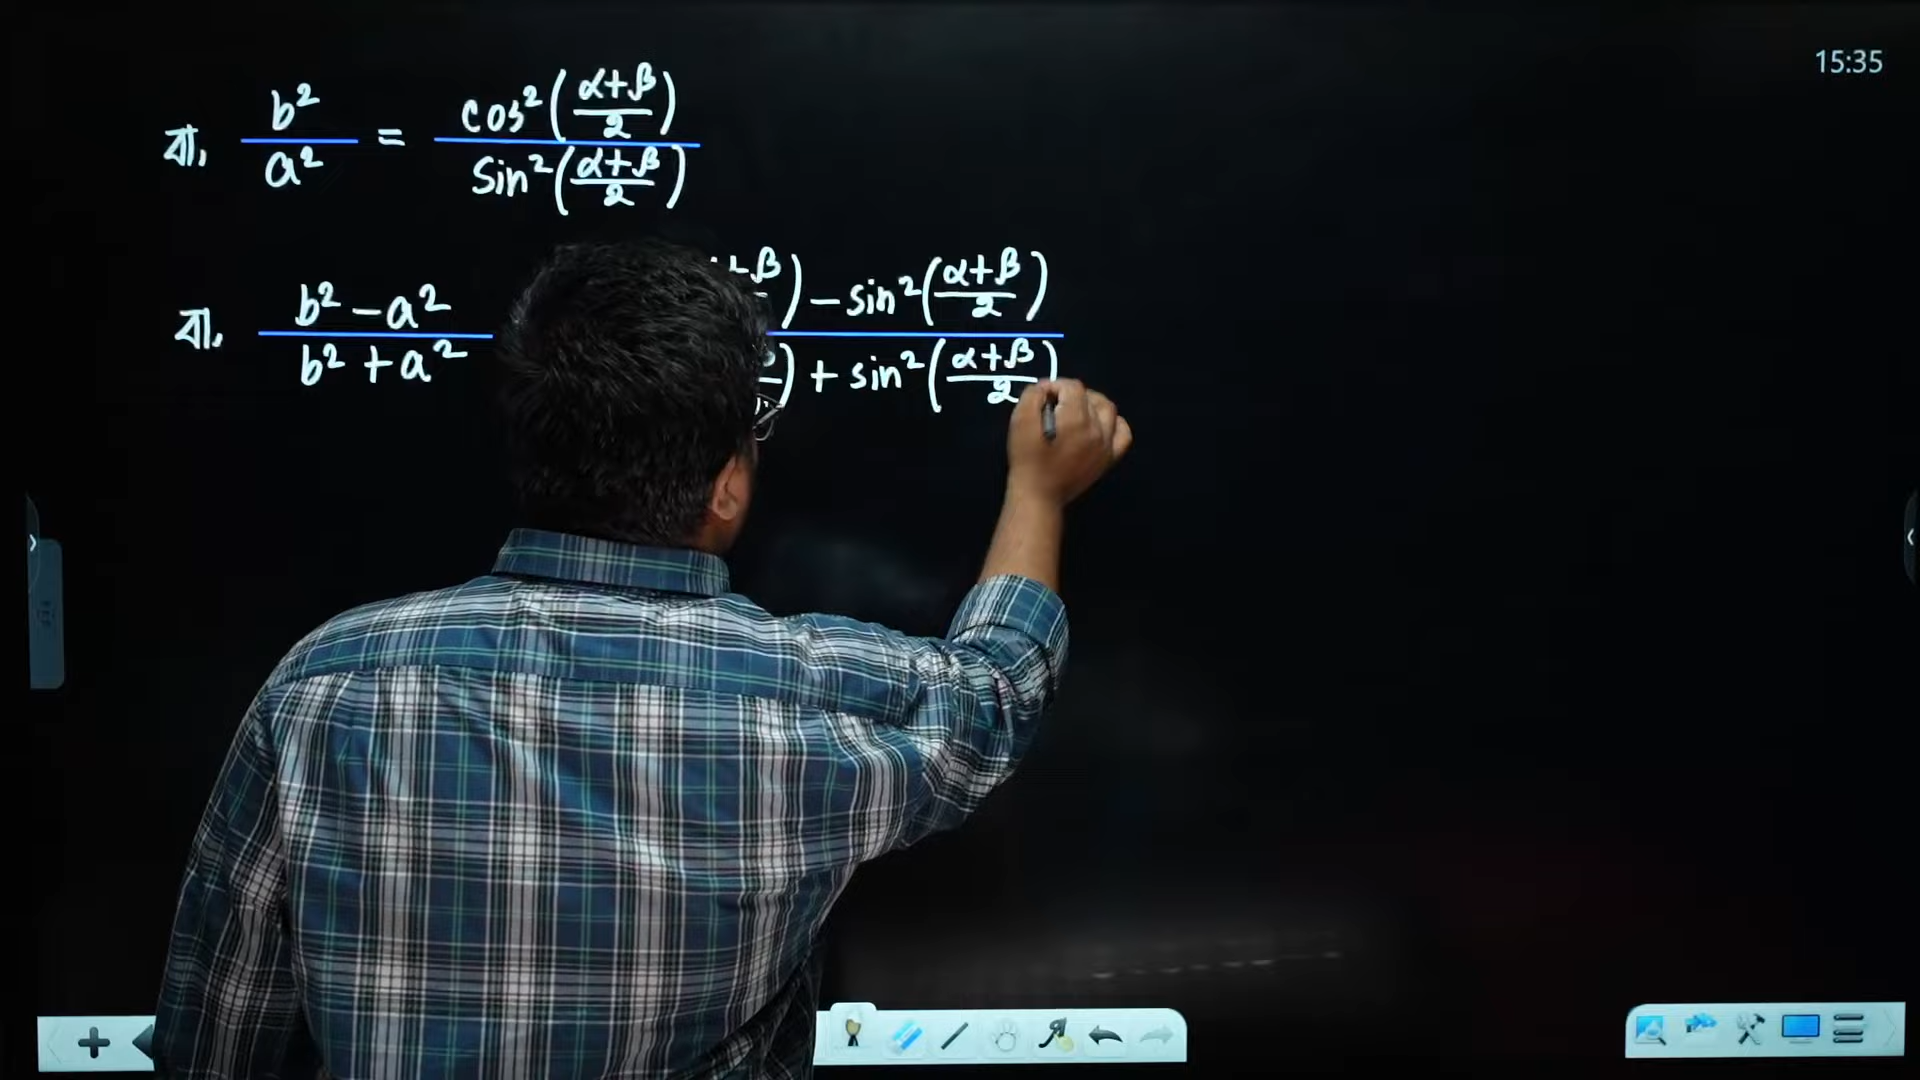 15:35
বা, b²/a² = cos²((α+β)/2) / sin²((α+β)/2)
বা, (b² - a²)/(b² + a²) +β) - sin²((α+β)/2) / ) + sin²((α+β)/2)